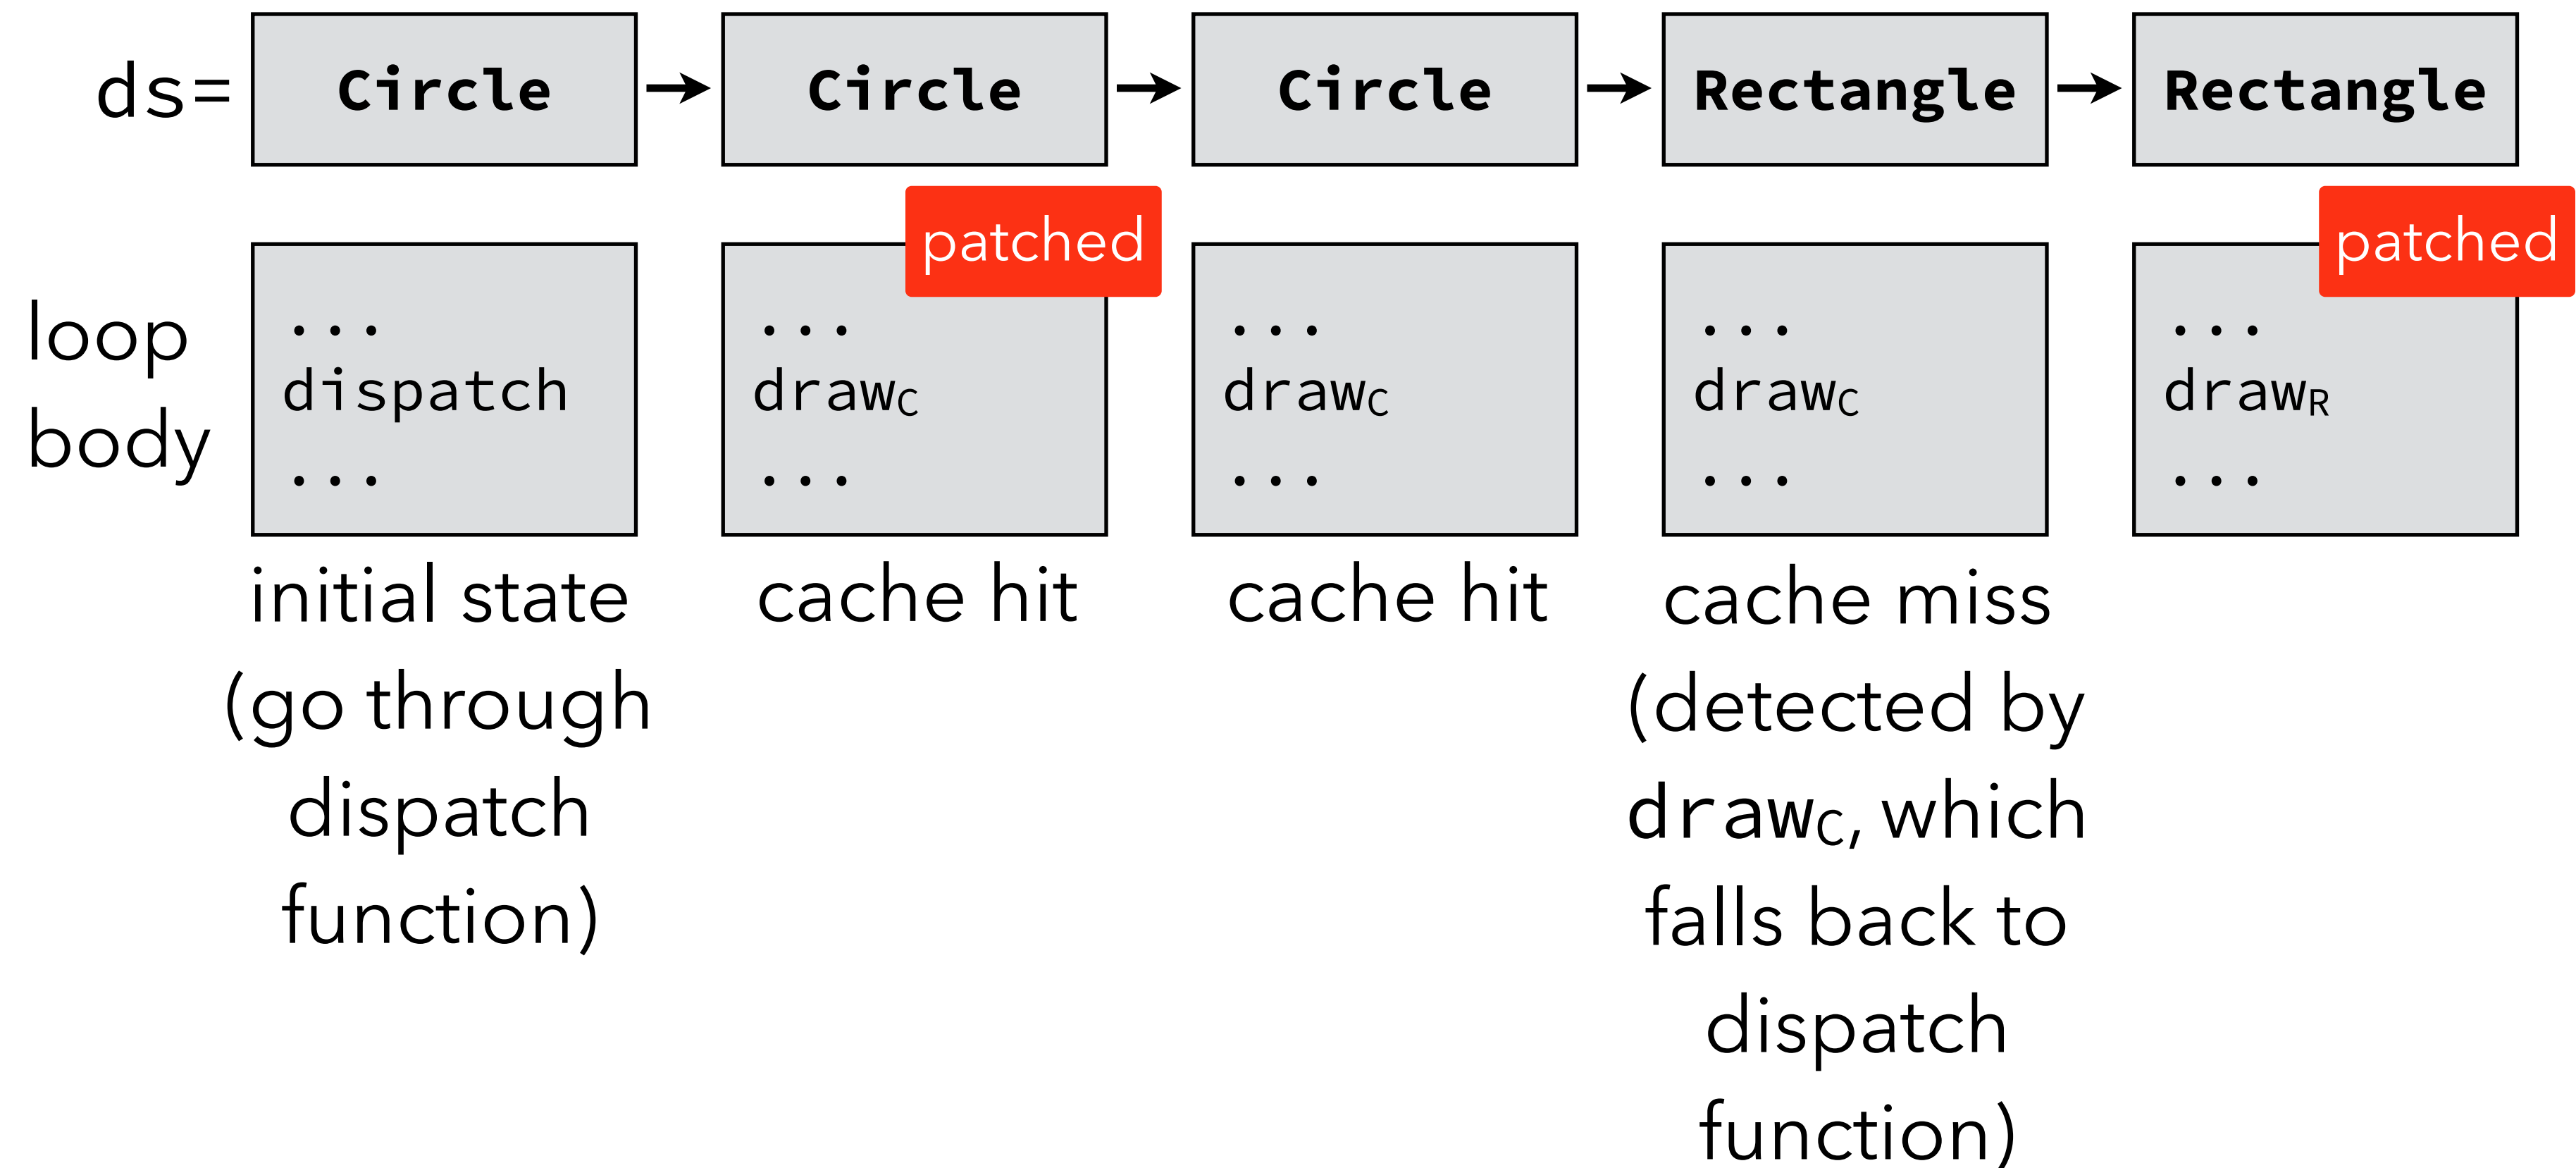 ds= Circle Circle Circle Rectangle Rectangle
patched patched
loop body
...
dispatch
...
...
drawC
...
...
drawC
...
...
drawC
...
...
drawR
...
initial state
(go through
dispatch
function)
cache hit
cache hit
cache miss
(detected by
drawC, which
falls back to
dispatch
function)